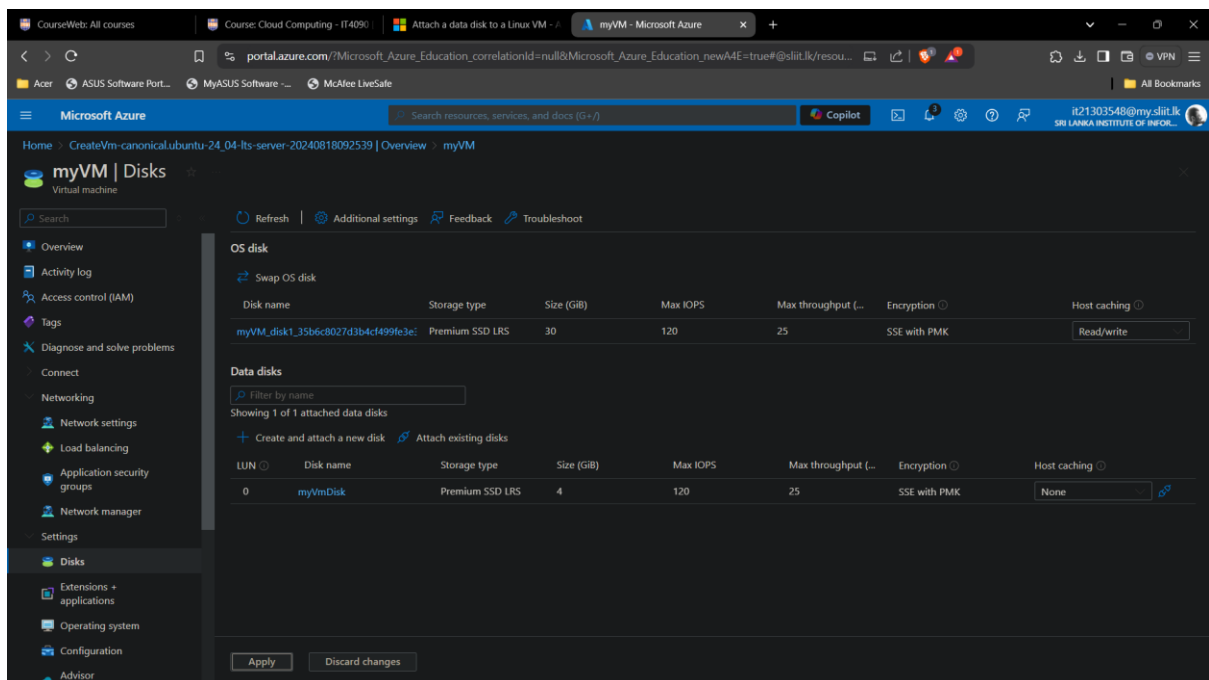 CourseWeb: All courses
Course: Cloud Computing - IT4090 |
Attach a data disk to a Linux VM - A
myVM - Microsoft Azure
portal.azure.com/?Microsoft_Azure_Education_correlationId=null&Microsoft_Azure_Education_newA4E=true#@sliit.lk/resou...
VPN
Acer
ASUS Software Port...
MyASUS Software -...
McAfee LiveSafe
All Bookmarks
Microsoft Azure
Search resources, services, and docs (G+/)
Copilot
3
it21303548@my.sliit.lk
SRI LANKA INSTITUTE OF INFOR...
Home > CreateVm-canonical.ubuntu-24_04-lts-server-20240818092539 | Overview > myVM
myVM | Disks
Virtual machine
Search
Refresh
Additional settings
Feedback
Troubleshoot
Overview
Activity log
Access control (IAM)
Tags
Diagnose and solve problems
Connect
Networking
Network settings
Load balancing
Application security
groups
Network manager
Settings
Disks
Extensions +
applications
Operating system
Configuration
Advisor
OS disk
Swap OS disk
Disk name Storage type Size (GiB) Max IOPS Max throughput (... Encryption Host caching
myVM_disk1_35b6c8027d3b4cf499fe3e Premium SSD LRS 30 120 25 SSE with PMK Read/write
Data disks
Filter by name
Showing 1 of 1 attached data disks
Create and attach a new disk Attach existing disks
LUN Disk name Storage type Size (GiB) Max IOPS Max throughput (... Encryption Host caching
0 myVmDisk Premium SSD LRS 4 120 25 SSE with PMK None
Apply
Discard changes